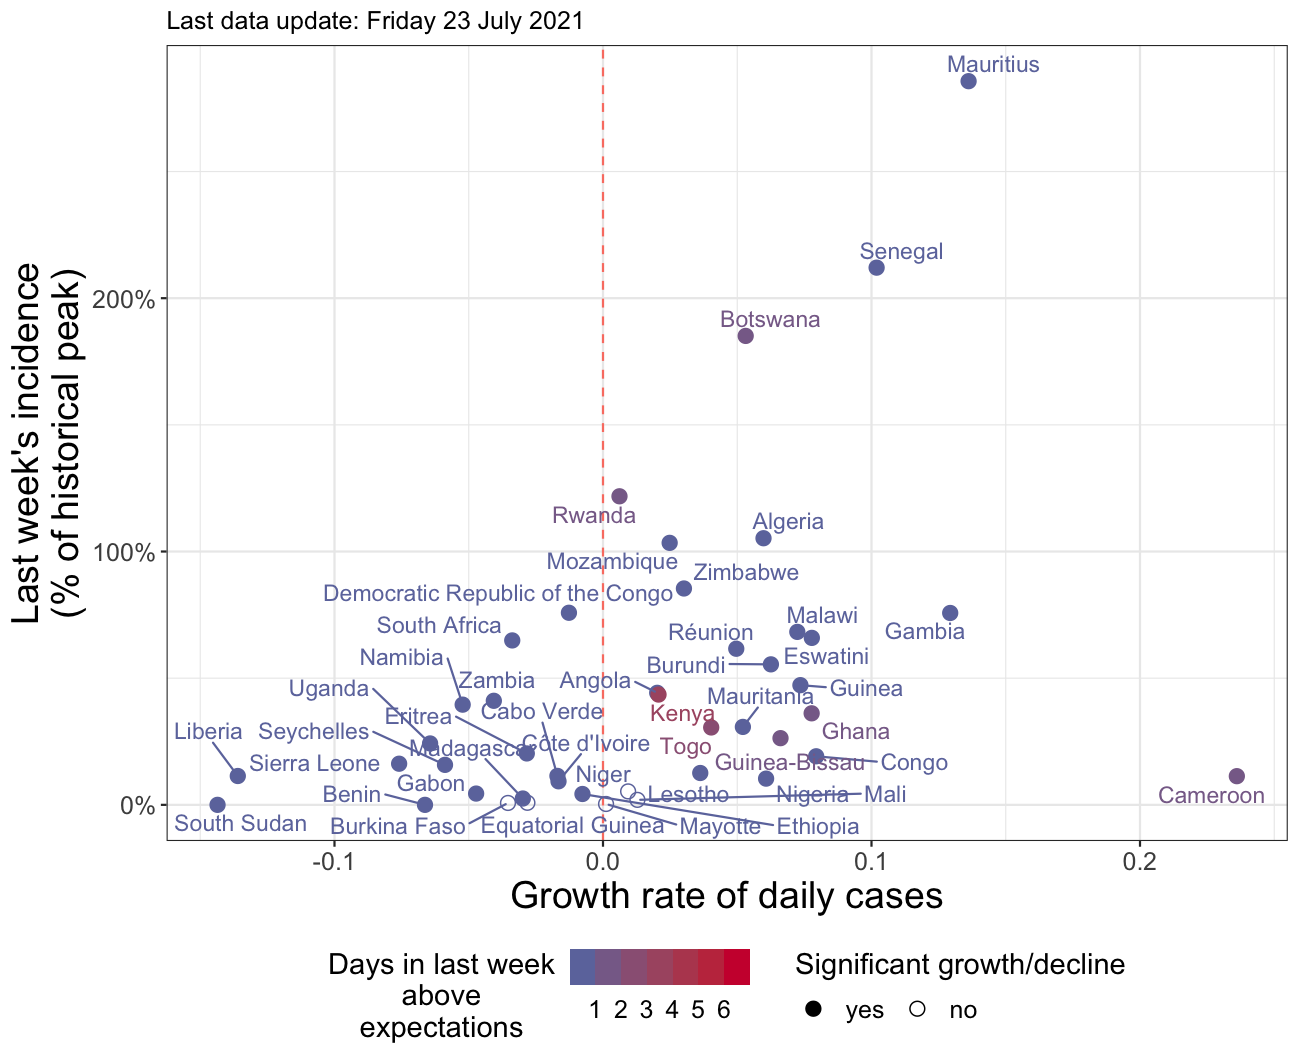 Last data update: Friday 23 July 2021
Last week's incidence
(% of historical peak)
200%
100%
0%
Mauritius
Senegal
Botswana
Rwanda
Algeria
Mozambique
Zimbabwe
Democratic Republic of the Congo
South Africa
Malawi
Gambia
Réunion
Namibia
Burundi
Eswatini
Zambia
Angola
Uganda
Guinea
Mauritania
Cabo Verde
Kenya
Eritrea
Liberia
Seychelles
Ghana
Côte d'Ivoire
Togo
Madagascar
Sierra Leone
Guinea-Bissau
Congo
Niger
Gabon
Benin
Lesotho
Nigeria
Mali
Cameroon
South Sudan
Burkina Faso
Equatorial Guinea
Mayotte
Ethiopia
-0.1
0.0
0.1
0.2
Growth rate of daily cases
Days in last week
above
expectations
1 2 3 4 5 6
Significant growth/decline
yes
no